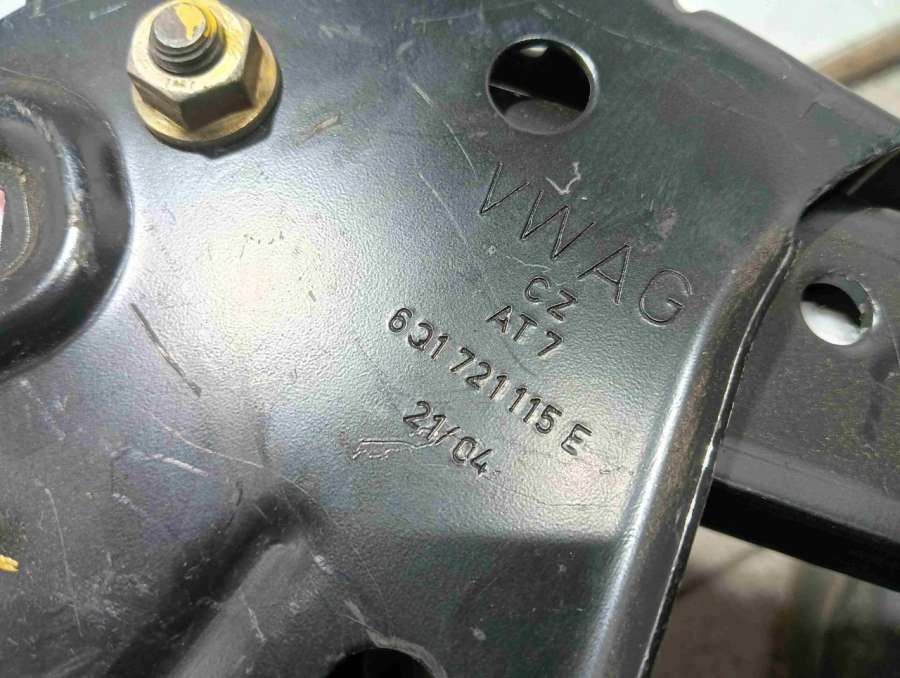 VWAG
CZ
AT 7
6Q1 721 115 E
21/04